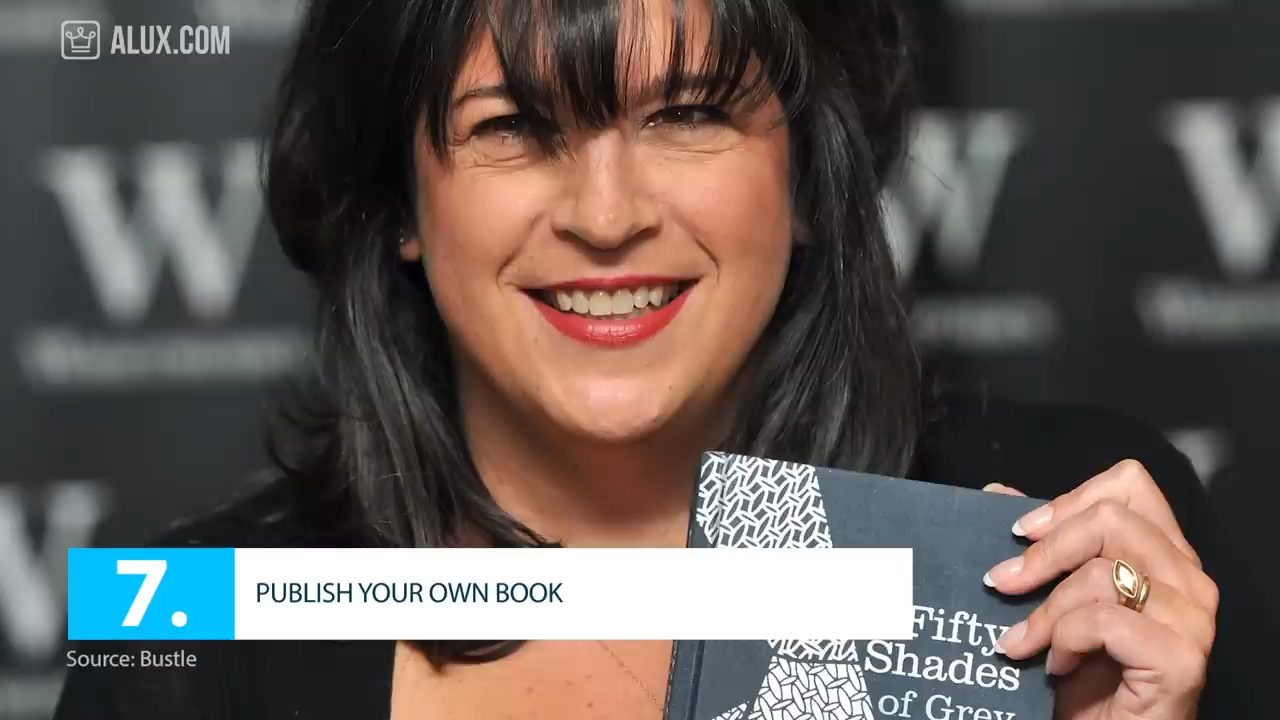 ALUX.COM
W
W
W
W
7.
PUBLISH YOUR OWN BOOK
Source: Bustle
Fifty
Shades
of Grey